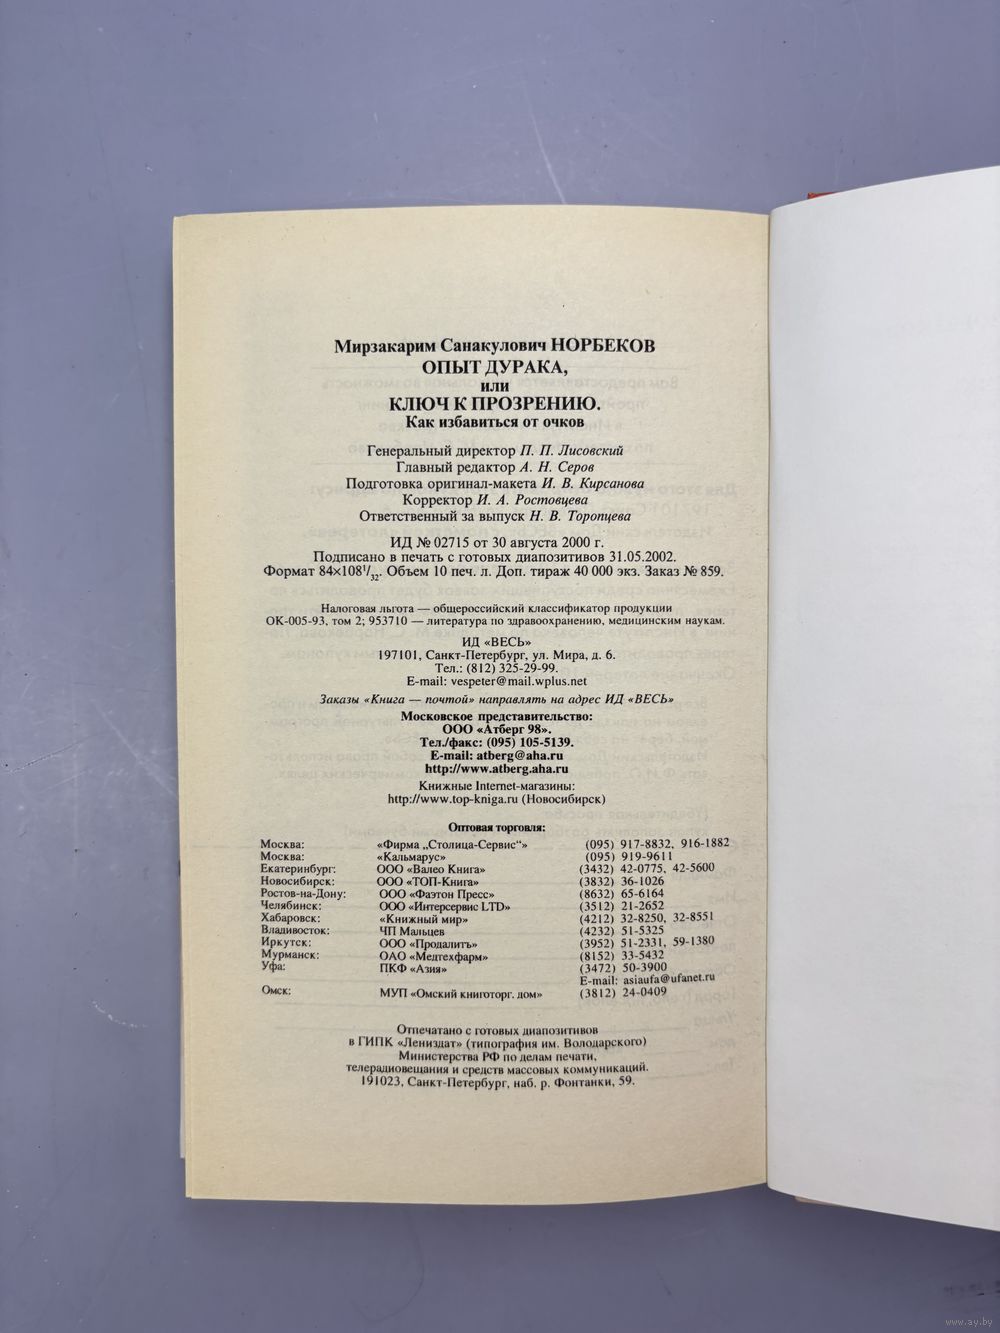 Мирзакарим Санакулович НОРБЕКОВ
ОПЫТ ДУРАКА,
или
КЛЮЧ К ПРОЗРЕНИЮ.
Как избавиться от очков
Генеральный директор П. П. Лисовский
Главный редактор А. Н. Серов
Подготовка оригинал-макета И. В. Кирсанова
Корректор И. А. Ростовцева
Ответственный за выпуск Н. В. Торопцева
ИД № 02715 от 30 августа 2000 г.
Подписано в печать с готовых диапозитивов 31.05.2002.
Формат 84×108¹/₃₂. Объем 10 печ. л. Доп. тираж 40 000 экз. Заказ № 859.
Налоговая льгота — общероссийский классификатор продукции
ОК-005-93, том 2; 953710 — литература по здравоохранению, медицинским наукам.
ИД «ВЕСЬ»
197101, Санкт-Петербург, ул. Мира, д. 6.
Тел.: (812) 325-29-99.
E-mail: vespeter@mail.wplus.net
Заказы «Книга — почтой» направлять на адрес ИД «ВЕСЬ»
Московское представительство:
ООО «Атберг 98».
Тел./факс: (095) 105-5139.
E-mail: atberg@aha.ru
http://www.atberg.aha.ru
Книжные Internet-магазины:
http://www.top-kniga.ru (Новосибирск)
Оптовая торговля:
Москва: «Фирма „Столица-Сервис“» (095) 917-8832, 916-1882
Москва: «Кальмарус» (095) 919-9611
Екатеринбург: ООО «Валео Книга» (3432) 42-0775, 42-5600
Новосибирск: ООО «ТОП-Книга» (3832) 36-1026
Ростов-на-Дону: ООО «Фаэтон Пресс» (8632) 65-6164
Челябинск: ООО «Интерсервис LTD» (3512) 21-2652
Хабаровск: «Книжный мир» (4212) 32-8250, 32-8551
Владивосток: ЧП Мальцев (4232) 51-5325
Иркутск: ООО «Продалитъ» (3952) 51-2331, 59-1380
Мурманск: ОАО «Медтехфарм» (8152) 33-5432
Уфа: ПКФ «Азия» (3472) 50-3900
E-mail: asiaufa@ufanet.ru
Омск: МУП «Омский книготорг. дом» (3812) 24-0409
Отпечатано с готовых диапозитивов
в ГИПК «Лениздат» (типография им. Володарского)
Министерства РФ по делам печати,
телерадиовещания и средств массовых коммуникаций.
191023, Санкт-Петербург, наб. р. Фонтанки, 59.
www.ay.by